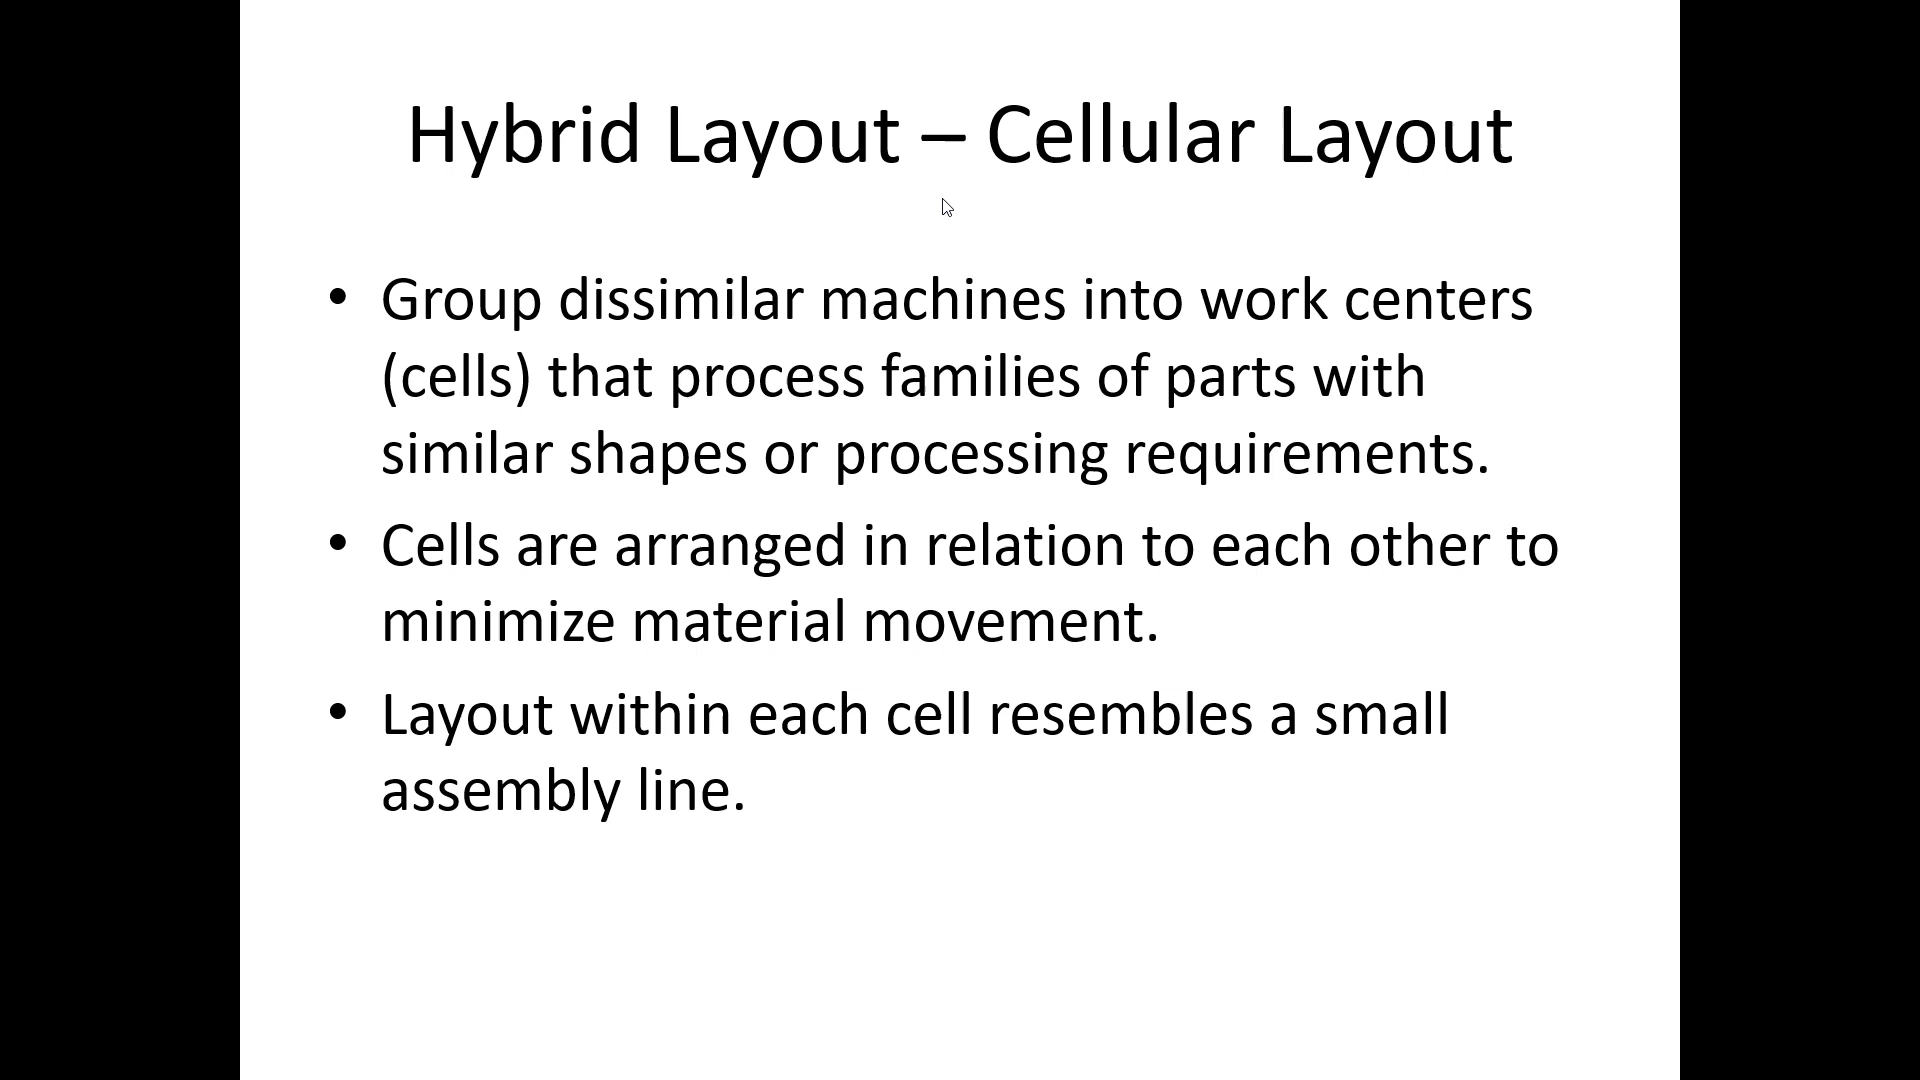 Hybrid Layout – Cellular Layout
• Group dissimilar machines into work centers
(cells) that process families of parts with
similar shapes or processing requirements.
• Cells are arranged in relation to each other to
minimize material movement.
• Layout within each cell resembles a small
assembly line.